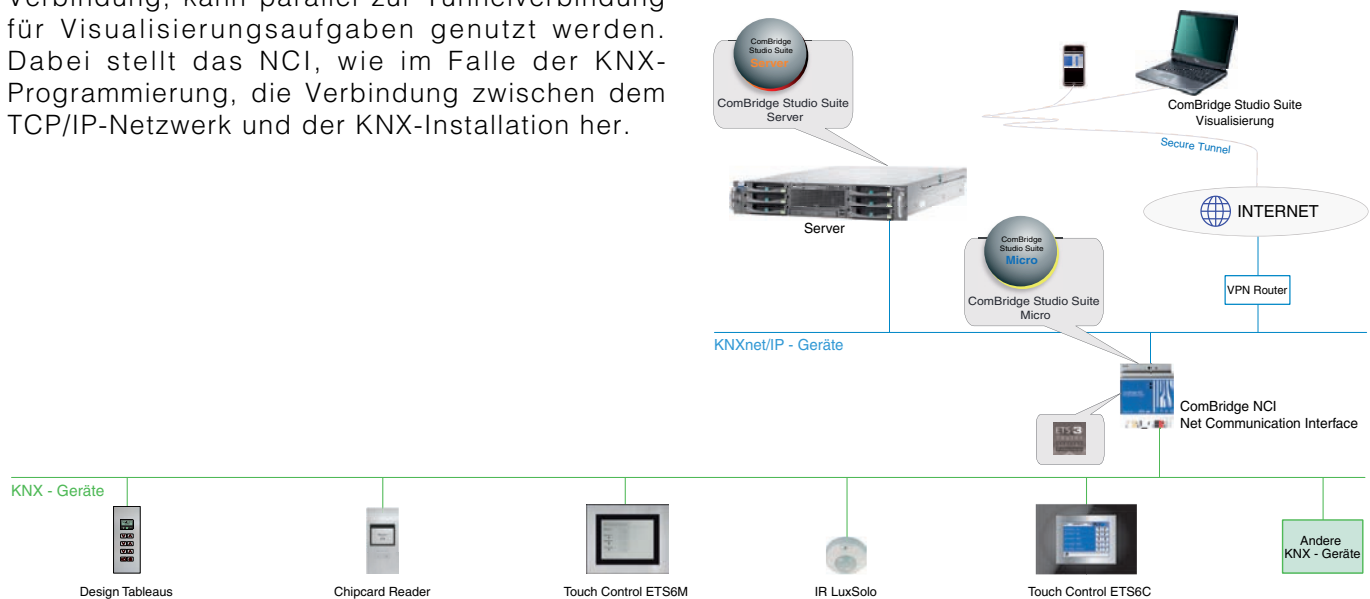 Verbindung, kann parallel zur Tunnelverbindung
für Visualisierungsaufgaben genutzt werden.
Dabei stellt das NCI, wie im Falle der KNX-
Programmierung, die Verbindung zwischen dem
TCP/IP-Netzwerk und der KNX-Installation her.
ComBridge
Studio Suite
Server
ComBridge Studio Suite
Server
ComBridge Studio Suite
Visualisierung
Secure Tunnel
INTERNET
Server
ComBridge
Studio Suite
Micro
ComBridge Studio Suite
Micro
VPN Router
KNXnet/IP - Geräte
ComBridge NCI
Net Communication Interface
ETS 3
KNX - Geräte
Andere
KNX - Geräte
Design Tableaus
Chipcard Reader
Touch Control ETS6M
IR LuxSolo
Touch Control ETS6C